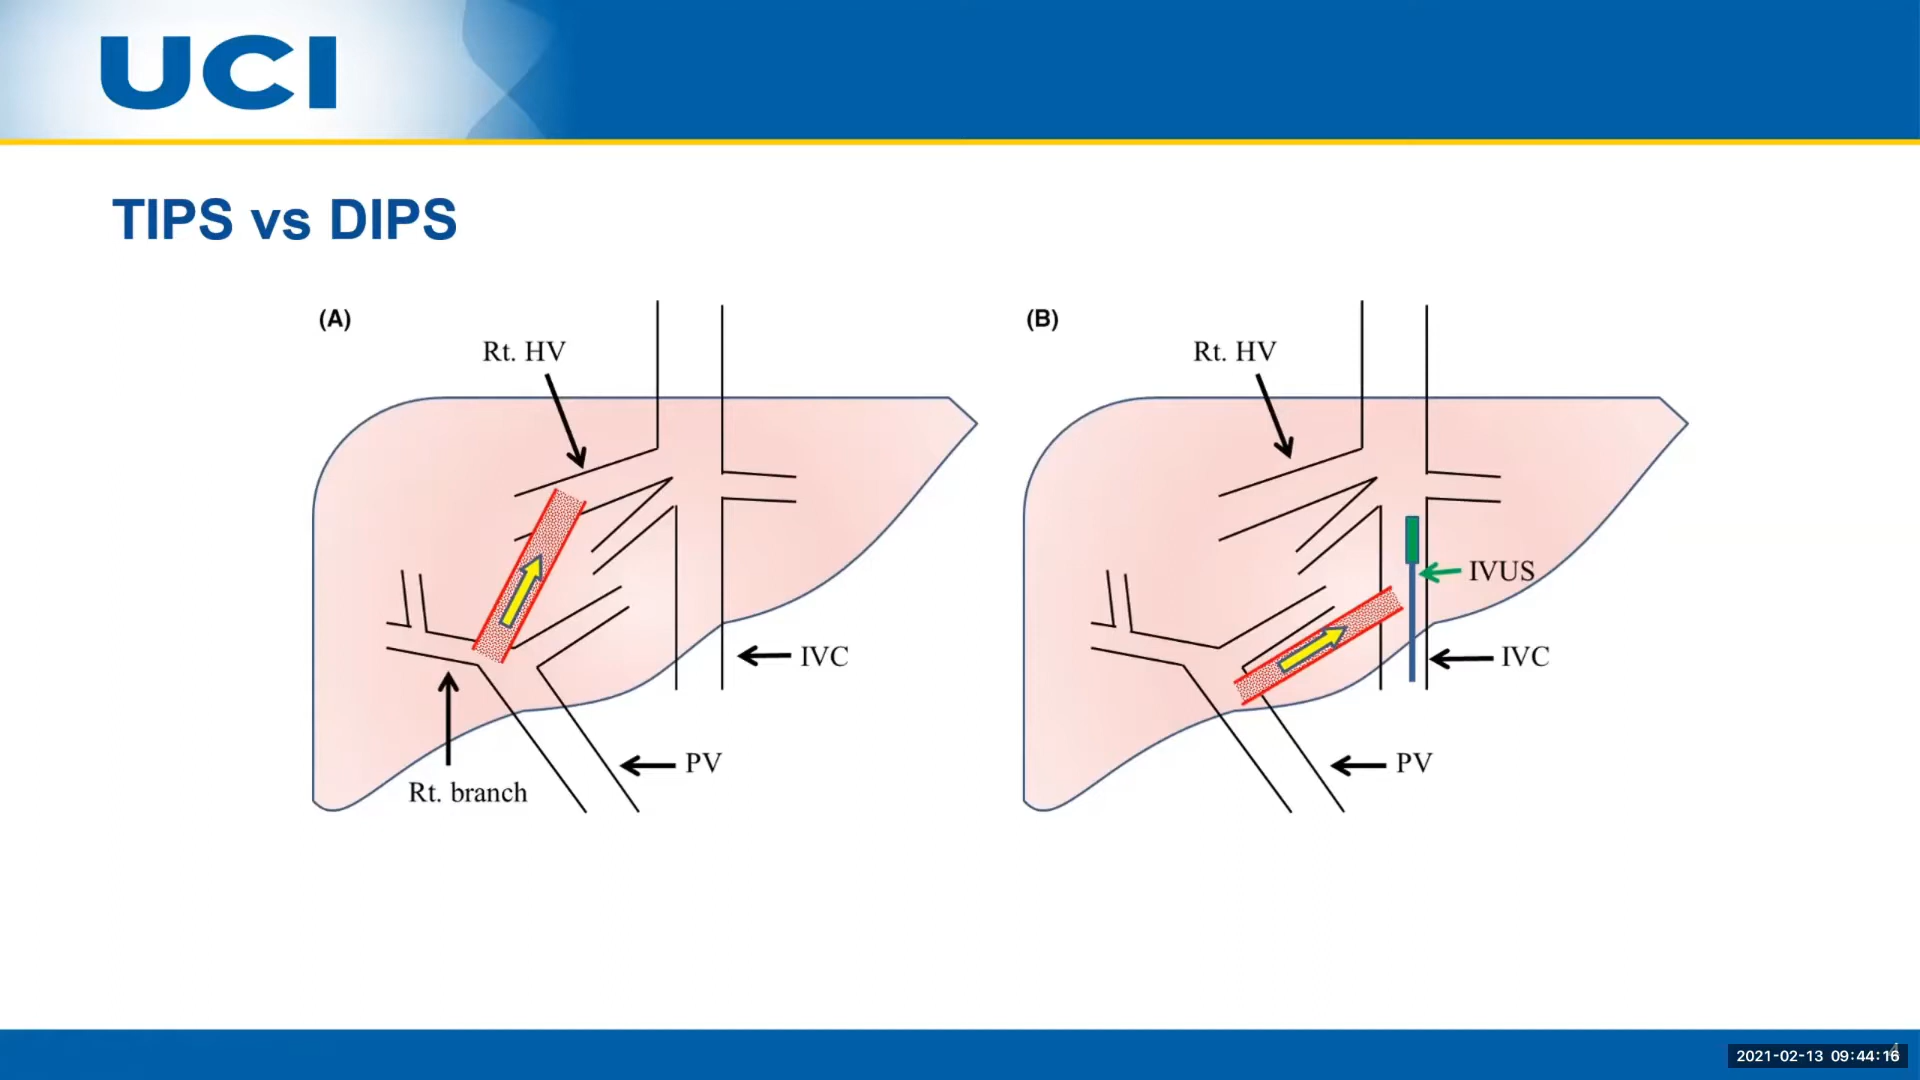 UCI
TIPS vs DIPS
(A)
Rt. HV
IVC
PV
Rt. branch
(B)
Rt. HV
IVUS
IVC
PV
4
2021-02-13 09:44:16